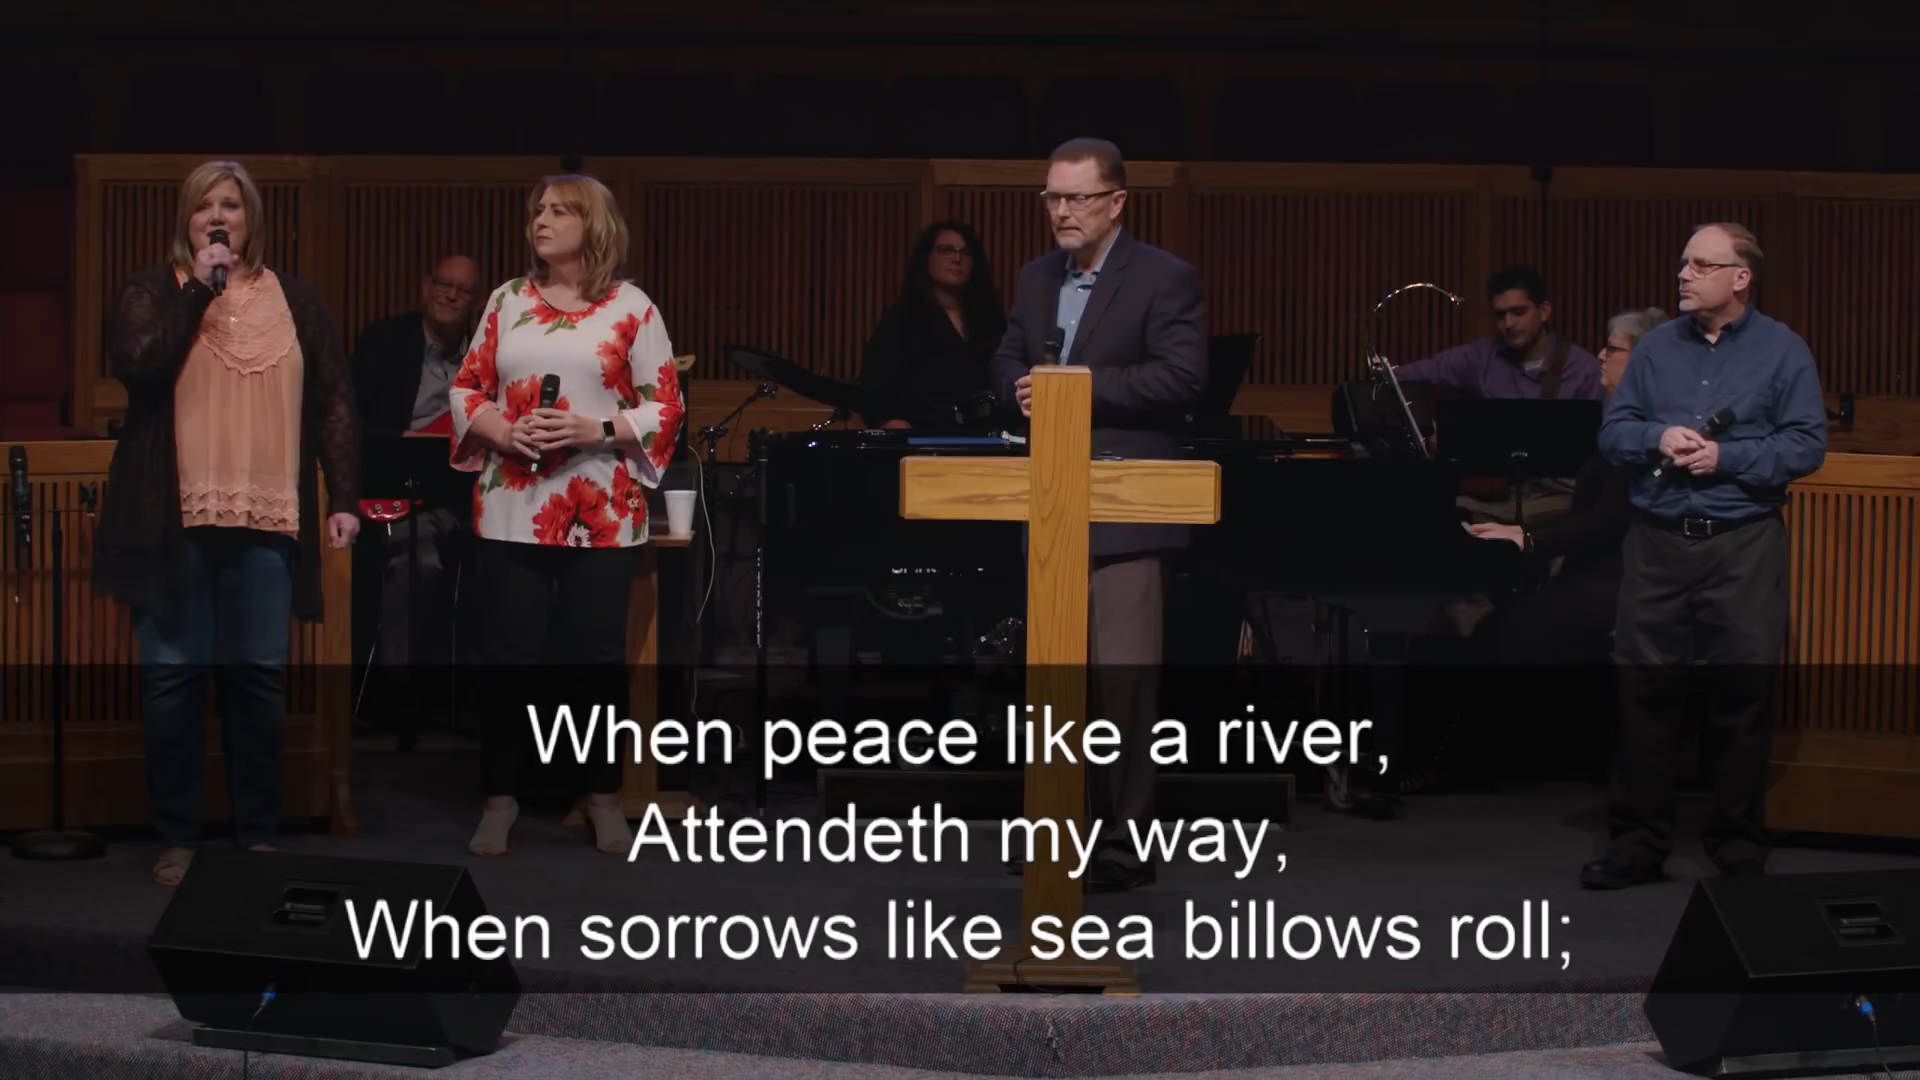 When peace like a river,
Attendeth my way,
When sorrows like sea billows roll;